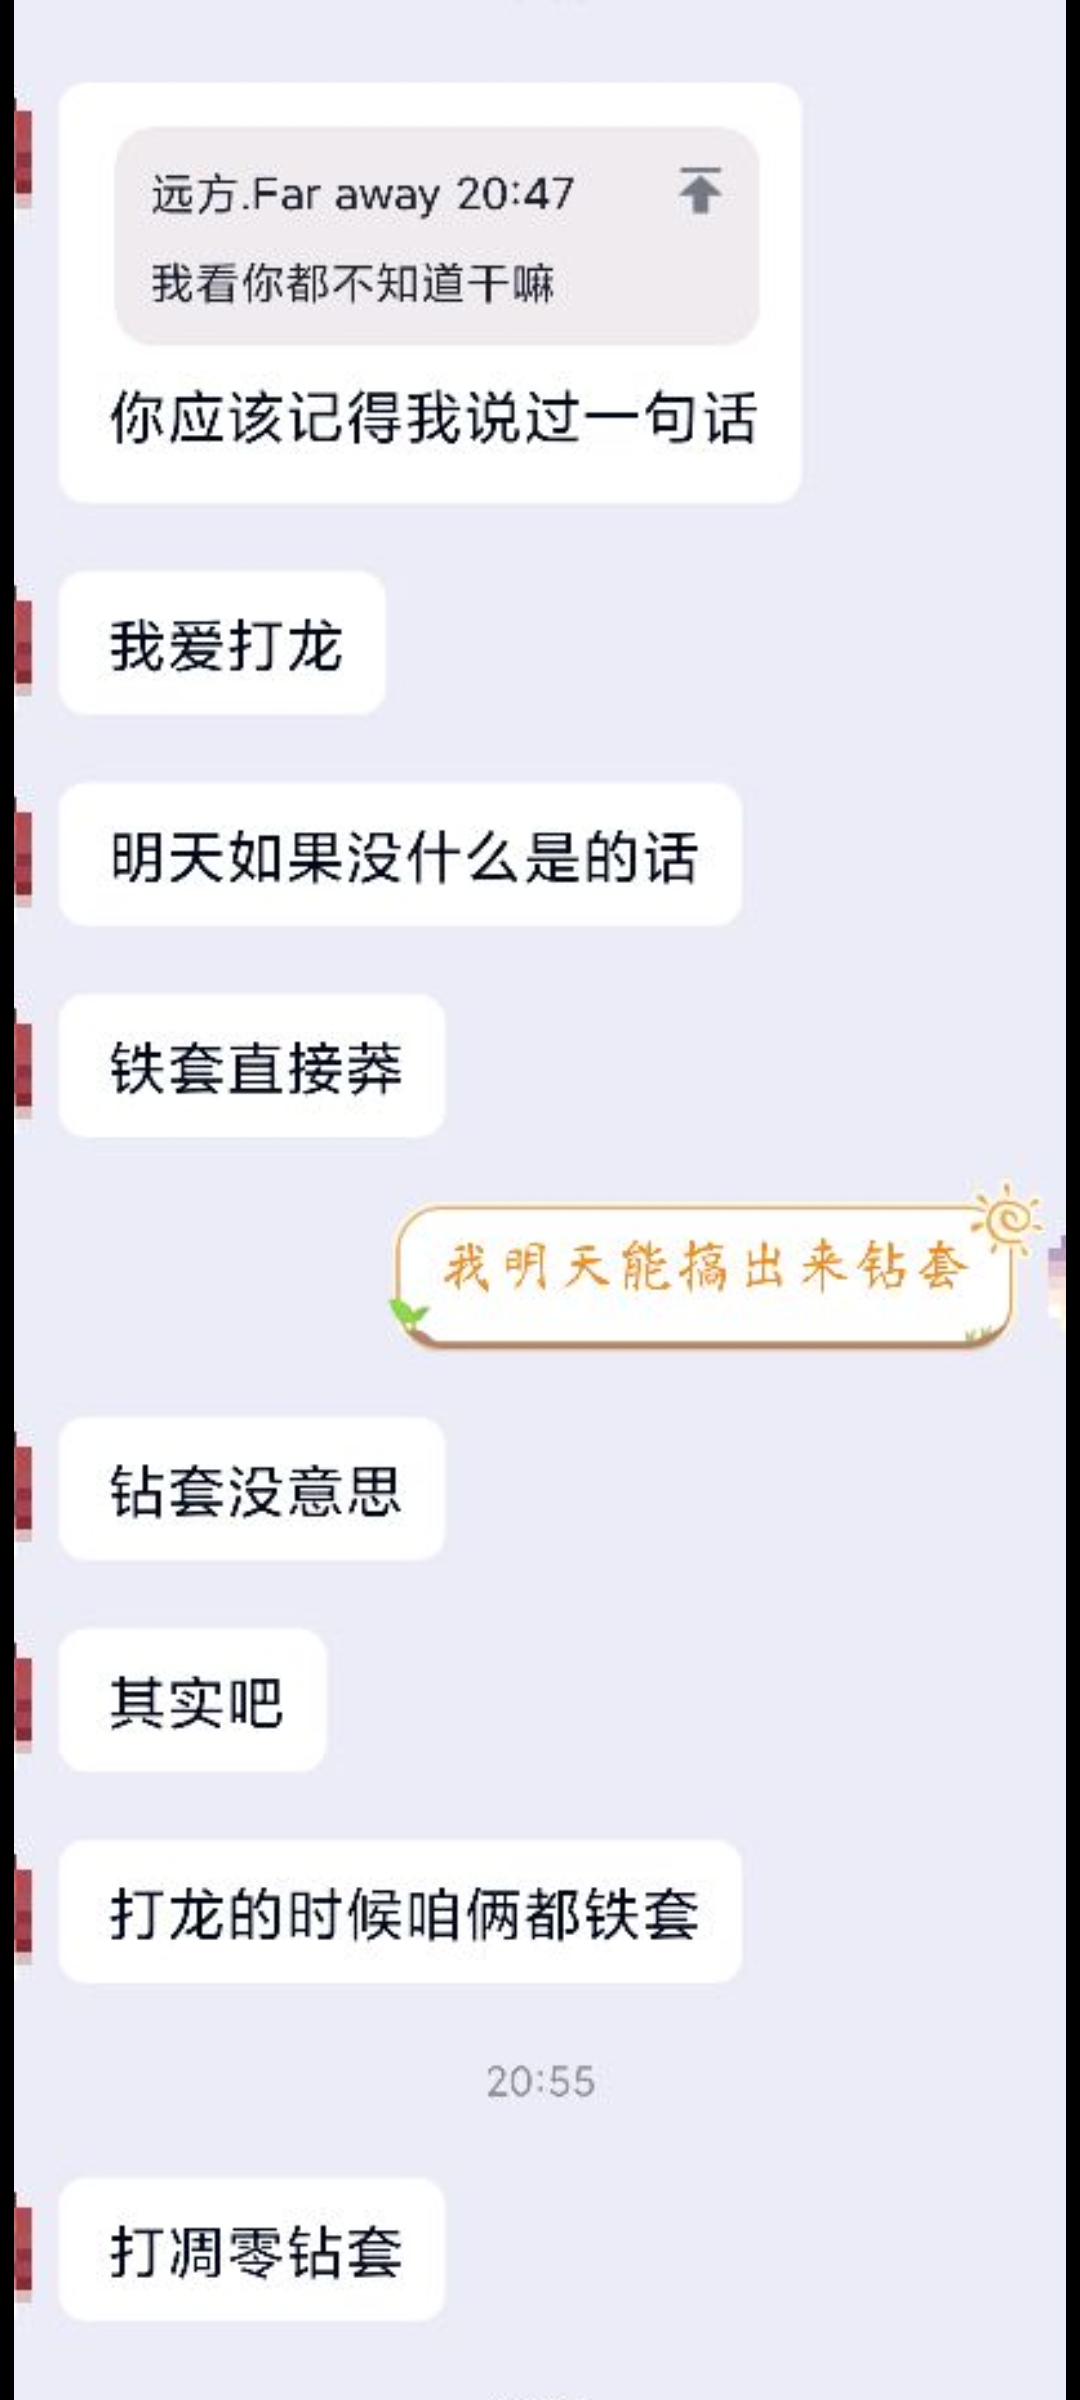 远方.Far away 20:47
我看你都不知道干嘛
你应该记得我说过一句话
我爱打龙
明天如果没什么是的话
铁套直接莽
我明天能搞出来钻套
钻套没意思
其实吧
打龙的时候咱俩都铁套
20:55
打凋零钻套